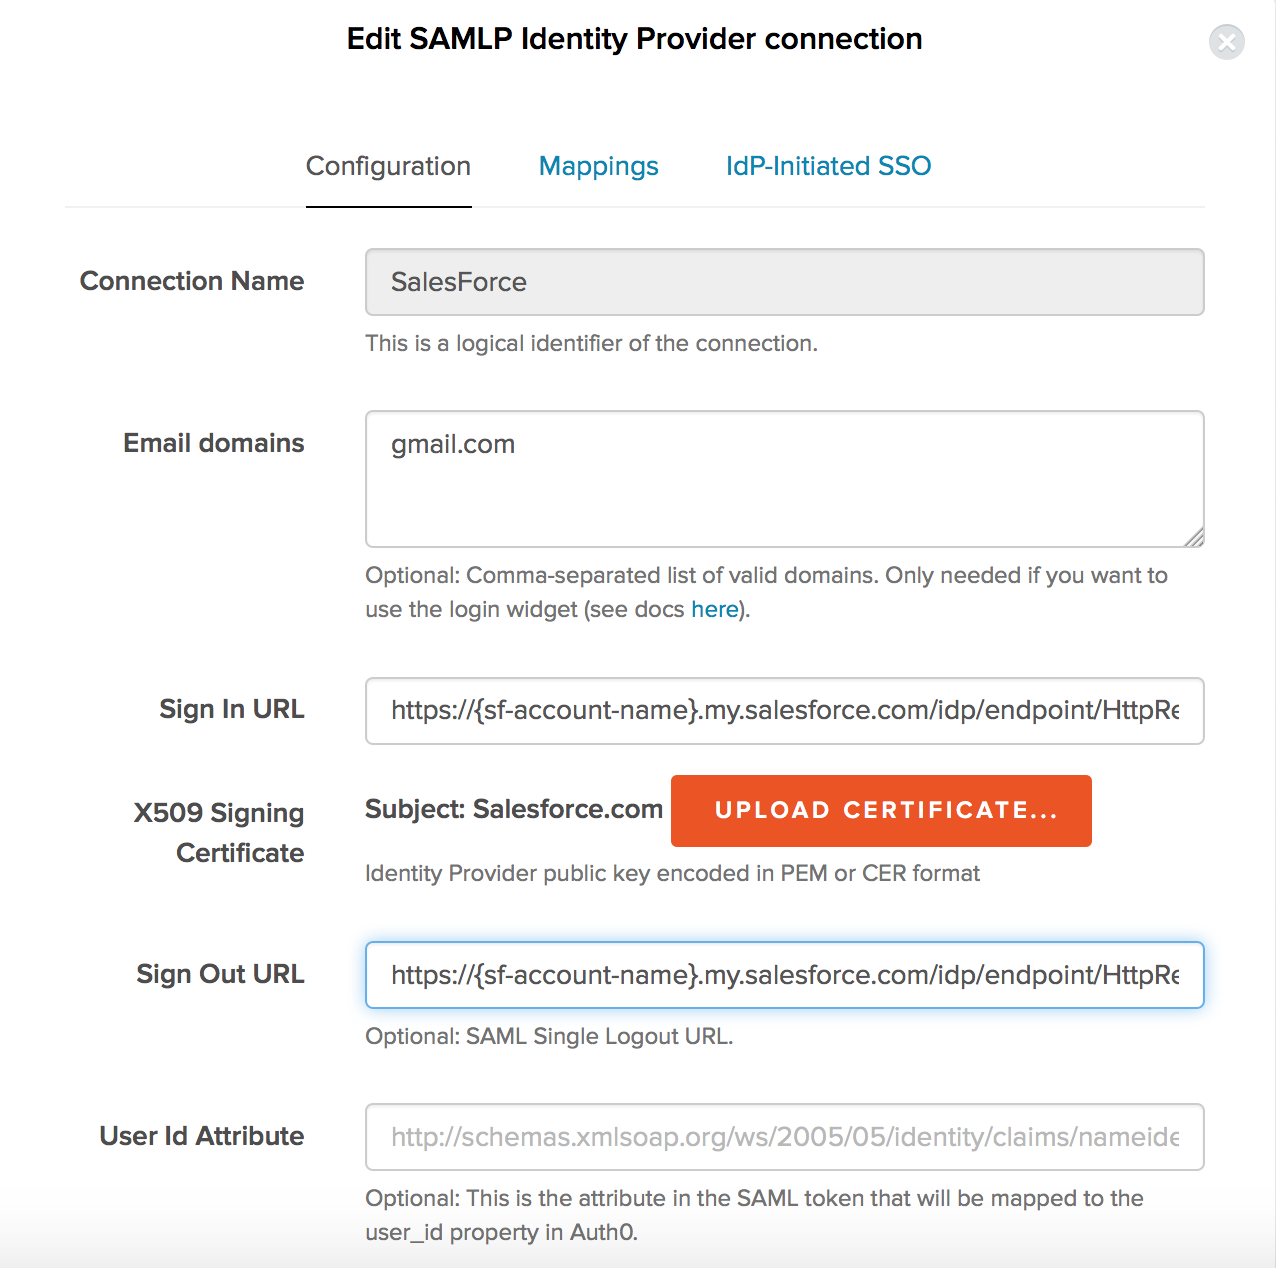 Edit SAMLP Identity Provider connection
Configuration
Mappings
IdP-Initiated SSO
Connection Name
SalesForce
This is a logical identifier of the connection.
Email domains
gmail.com
Optional: Comma-separated list of valid domains. Only needed if you want to
use the login widget (see docs here).
Sign In URL
https://{sf-account-name}.my.salesforce.com/idp/endpoint/HttpRe
X509 Signing
Certificate
Subject: Salesforce.com
UPLOAD CERTIFICATE...
Identity Provider public key encoded in PEM or CER format
Sign Out URL
https://{sf-account-name}.my.salesforce.com/idp/endpoint/HttpRe
Optional: SAML Single Logout URL.
User Id Attribute
http://schemas.xmlsoap.org/ws/2005/05/identity/claims/nameide
Optional: This is the attribute in the SAML token that will be mapped to the
user_id property in Auth0.